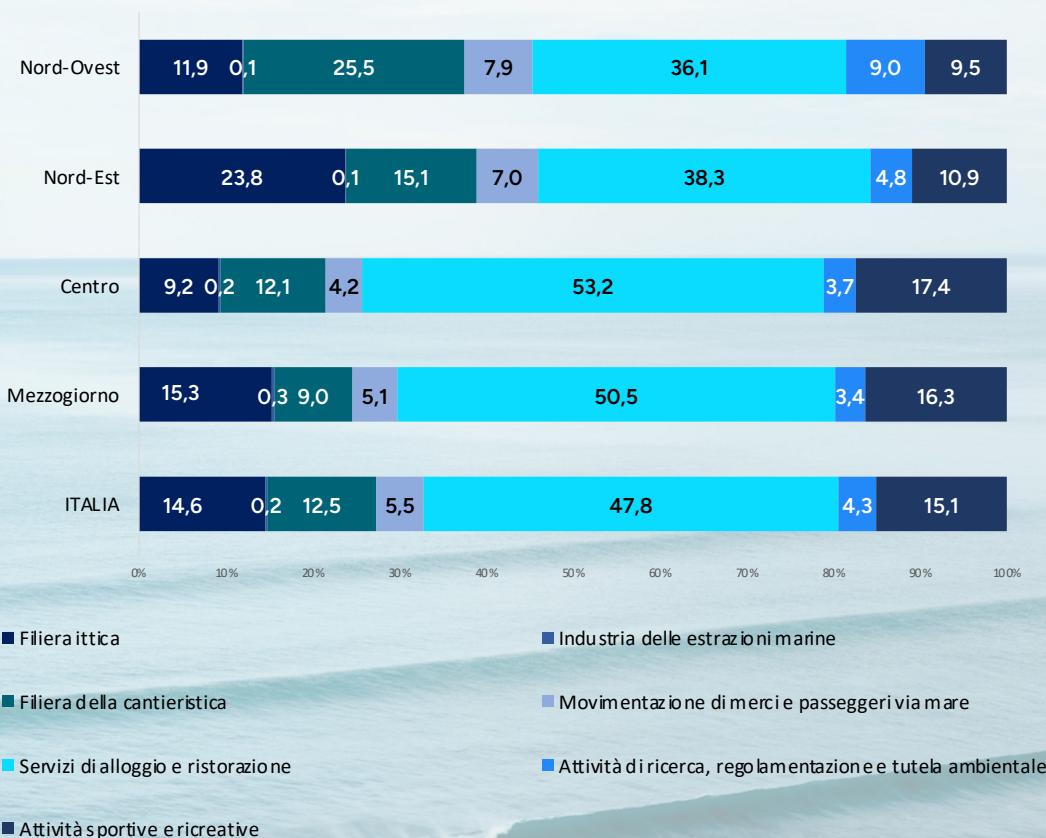 Nord-Ovest 11,9 0,1 25,5 7,9 36,1 9,0 9,5
Nord-Est 23,8 0,1 15,1 7,0 38,3 4,8 10,9
Centro 9,2 0,2 12,1 4,2 53,2 3,7 17,4
Mezzogiorno 15,3 0,3 9,0 5,1 50,5 3,4 16,3
ITALIA 14,6 0,2 12,5 5,5 47,8 4,3 15,1
0% 10% 20% 30% 40% 50% 60% 70% 80% 90% 100%
Filiera ittica
Industria delle estrazioni marine
Filiera della cantieristica
Movimentazione di merci e passeggeri via mare
Servizi di alloggio e ristorazione
Attività di ricerca, regolamentazione e tutela ambientale
Attività sportive e ricreative